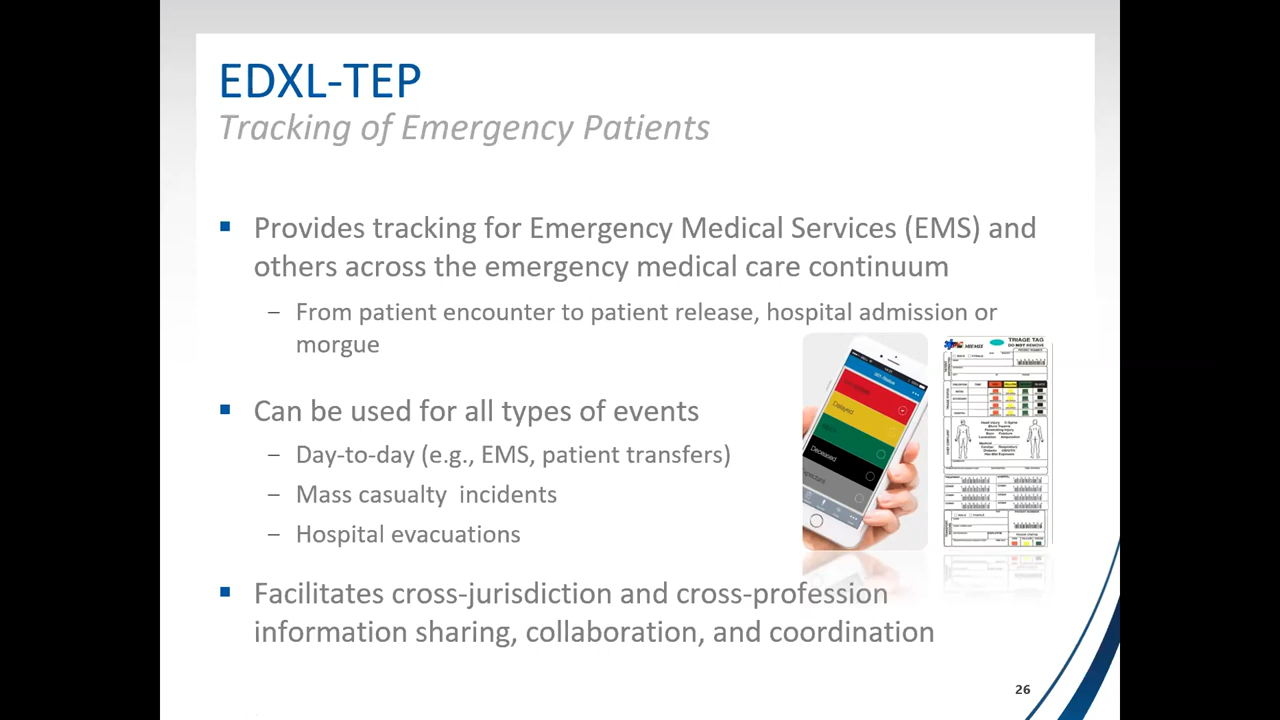 EDXL-TEP
Tracking of Emergency Patients
Provides tracking for Emergency Medical Services (EMS) and
others across the emergency medical care continuum
– From patient encounter to patient release, hospital admission or
morgue
Can be used for all types of events
– Day-to-day (e.g., EMS, patient transfers)
– Mass casualty incidents
– Hospital evacuations
Facilitates cross-jurisdiction and cross-profession
information sharing, collaboration, and coordination
Delayed
Deceased
TRIAGE TAG
DO NOT REMOVE
26